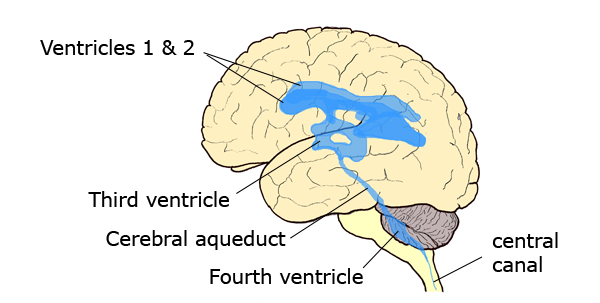 Ventricles 1 & 2
Third ventricle
Cerebral aqueduct
Fourth ventricle
central
canal